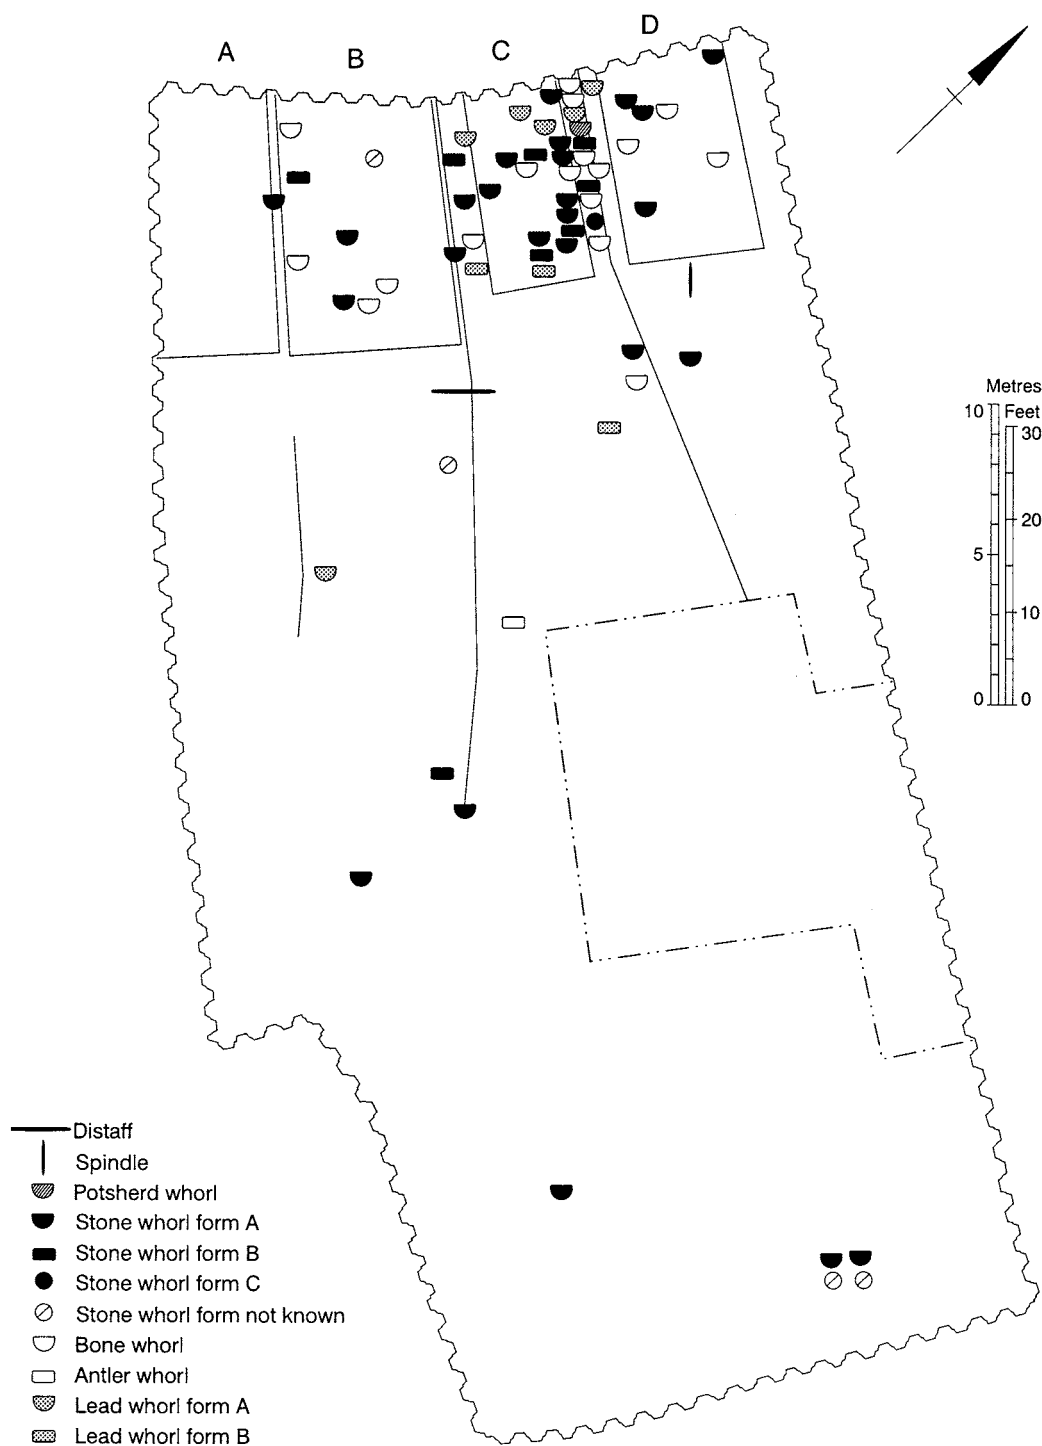 A
B
C
D
Metres
Feet
10
30
20
5
10
0
0
Distaff
Spindle
Potsherd whorl
Stone whorl form A
Stone whorl form B
Stone whorl form C
Stone whorl form not known
Bone whorl
Antler whorl
Lead whorl form A
Lead whorl form B